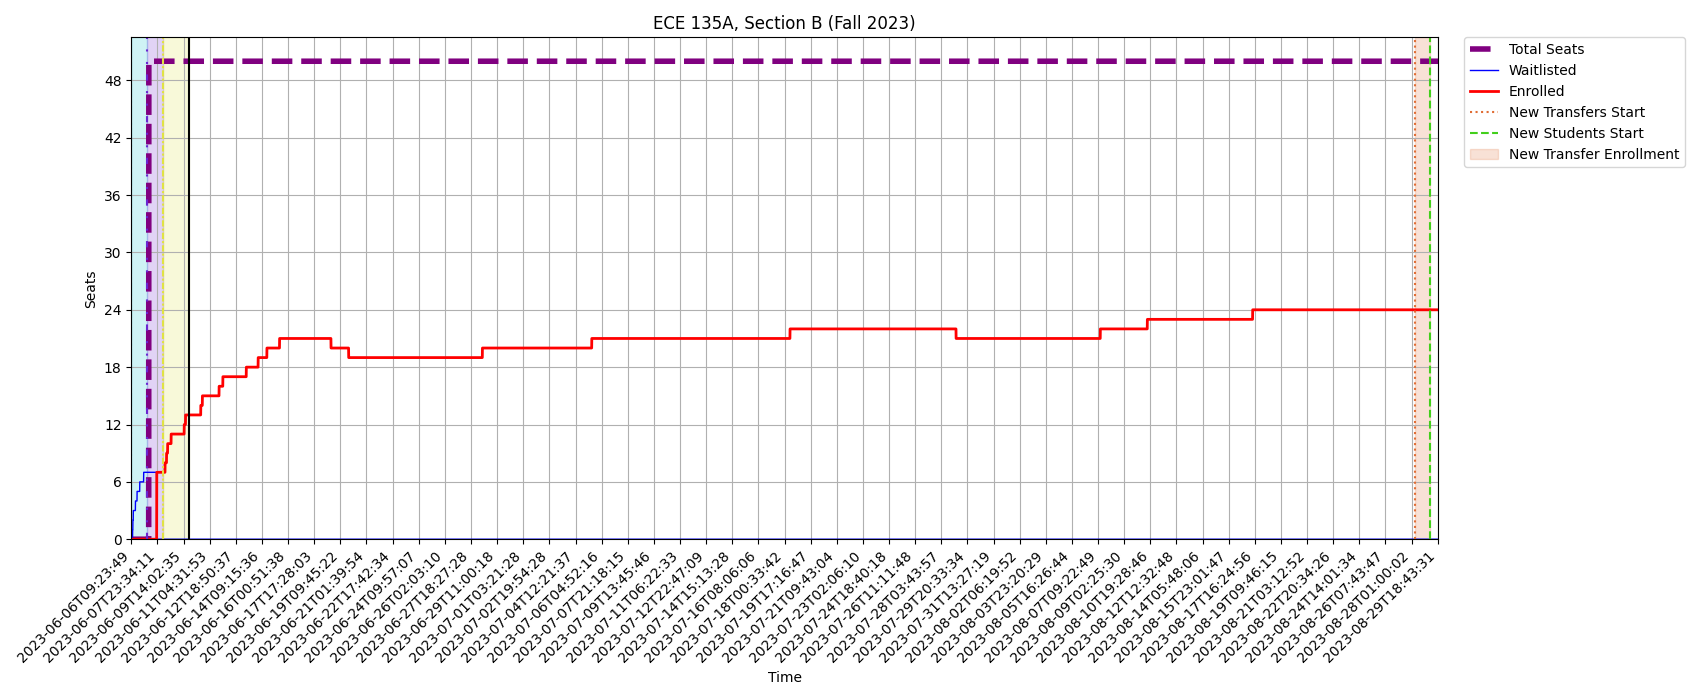 ECE 135A, Section B (Fall 2023)
Total Seats
Waitlisted
Enrolled
New Transfers Start
New Students Start
New Transfer Enrollment
Seats
48
42
36
30
24
18
12
6
0
2023-06-06T09:23:49
2023-06-07T23:34:11
2023-06-09T14:02:35
2023-06-11T04:31:53
2023-06-12T18:50:37
2023-06-14T09:15:36
2023-06-16T00:51:38
2023-06-17T17:28:03
2023-06-19T09:45:22
2023-06-21T01:39:54
2023-06-22T17:42:34
2023-06-24T09:57:07
2023-06-26T02:03:10
2023-06-27T18:27:28
2023-06-29T11:00:18
2023-07-01T03:21:28
2023-07-02T19:54:28
2023-07-04T12:21:37
2023-07-06T04:52:16
2023-07-07T21:18:15
2023-07-09T13:45:46
2023-07-11T06:22:33
2023-07-12T22:47:09
2023-07-14T15:13:28
2023-07-16T08:06:06
2023-07-18T00:33:42
2023-07-19T17:16:47
2023-07-21T09:43:04
2023-07-23T02:06:10
2023-07-24T18:40:18
2023-07-26T11:11:48
2023-07-28T03:43:57
2023-07-29T20:33:34
2023-07-31T13:27:19
2023-08-02T06:19:52
2023-08-03T23:20:29
2023-08-05T16:26:44
2023-08-07T09:22:49
2023-08-09T02:25:30
2023-08-10T19:28:46
2023-08-12T12:32:48
2023-08-14T05:48:06
2023-08-15T23:01:47
2023-08-17T16:24:56
2023-08-19T09:46:15
2023-08-21T03:12:52
2023-08-22T20:34:26
2023-08-24T14:01:34
2023-08-26T07:43:47
2023-08-28T01:00:02
2023-08-29T18:43:31
Time